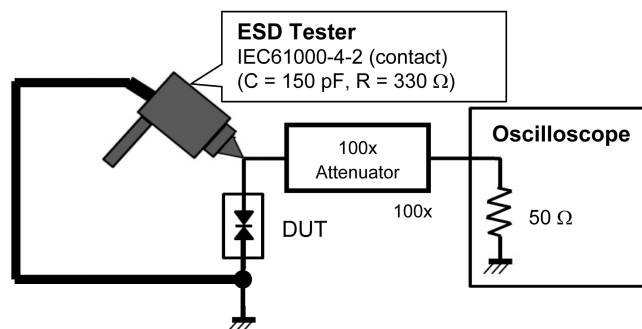 ESD Tester
IEC61000-4-2 (contact)
(C = 150 pF, R = 330 Ω)
Oscilloscope
100x
Attenuator
100x
50 Ω
DUT